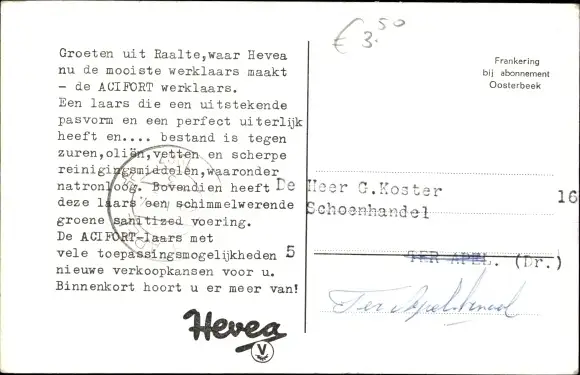 Groeten uit Raalte,waar Hevea
nu de mooiste werklaars maakt
- de ACIFORT werklaars.
Een laars die een uitstekende
pasvorm en een perfect uiterlijk
heeft en.... bestand is tegen
zuren,oliën,vetten en scherpe
reinigingsmiddelen,waaronder
natronloog. Bovendien heeft
deze laars een schimmelwerende
groene sanitized voering.
De ACIFORT-laars met
vele toepassingsmogelijkheden
nieuwe verkoopkansen voor u.
Binnenkort hoort u er meer van!
Hevea
V
€ 3.50
Frankering
bij abonnement
Oosterbeek
De Heer G.Koster 16
Schoenhandel
5
TER APEL. (Dr.)
Ter Apelkanaal